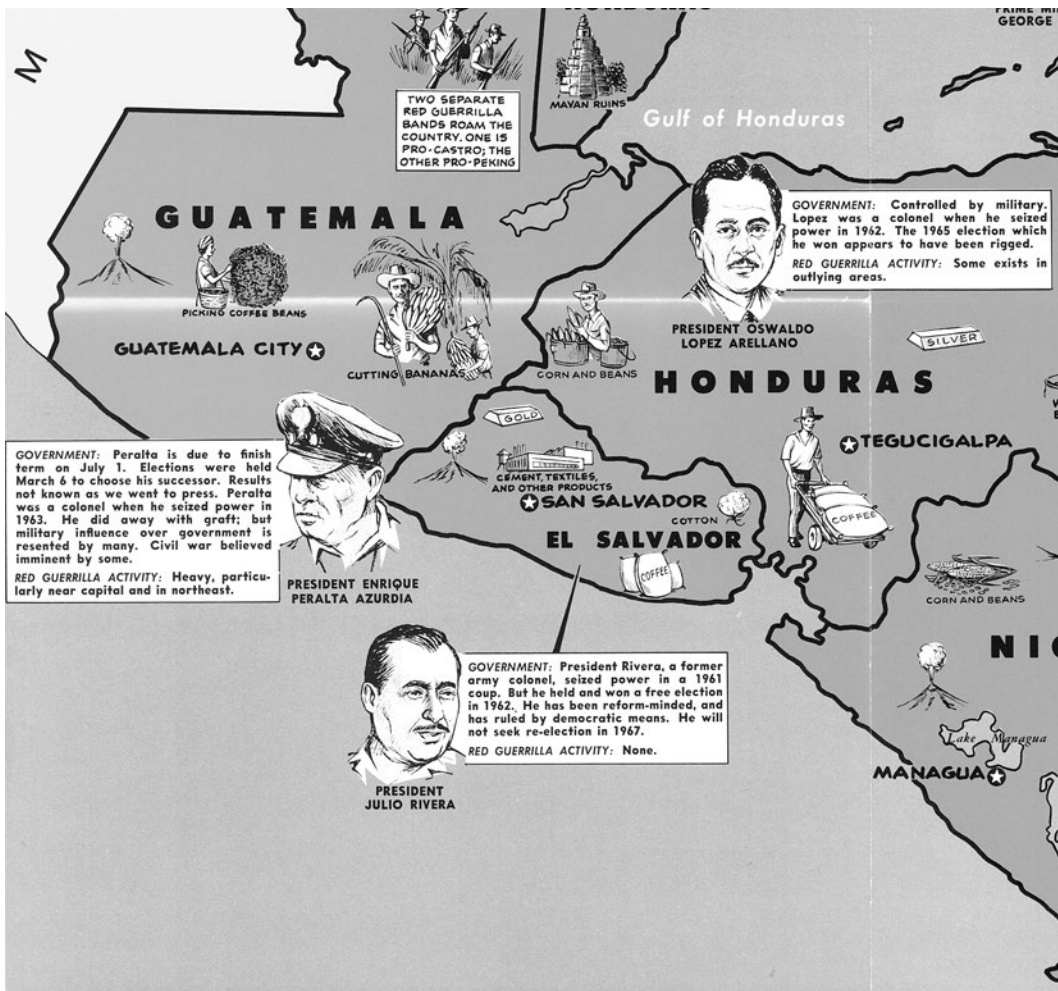 M
PRIME MI
GEORGE
TWO SEPARATE
RED GUERRILLA
BANDS ROAM THE
COUNTRY. ONE IS
PRO-CASTRO; THE
OTHER PRO-PEKING
MAYAN RUINS
Gulf of Honduras
GUATEMALA
PICKING COFFEE BEANS
GUATEMALA CITY
CUTTING BANANAS
GOVERNMENT: Controlled by military.
Lopez was a colonel when he seized
power in 1962. The 1965 election which
he won appears to have been rigged.
RED GUERRILLA ACTIVITY: Some exists in
outlying areas.
PRESIDENT OSWALDO
LOPEZ ARELLANO
CORN AND BEANS
SILVER
HONDURAS
TEGUCIGALPA
COFFEE
GOLD
CEMENT, TEXTILES,
AND OTHER PRODUCTS
SAN SALVADOR
COTTON
EL SALVADOR
COFFEE
GOVERNMENT: Peralta is due to finish
term on July 1. Elections were held
March 6 to choose his successor. Results
not known as we went to press. Peralta
was a colonel when he seized power in
1963. He did away with graft; but
military influence over government is
resented by many. Civil war believed
imminent by some.
RED GUERRILLA ACTIVITY: Heavy, particu-
larly near capital and in northeast.
PRESIDENT ENRIQUE
PERALTA AZURDIA
GOVERNMENT: President Rivera, a former
army colonel, seized power in a 1961
coup. But he held and won a free election
in 1962. He has been reform-minded, and
has ruled by democratic means. He will
not seek re-election in 1967.
RED GUERRILLA ACTIVITY: None.
PRESIDENT
JULIO RIVERA
CORN AND BEANS
NIC
Lake Managua
MANAGUA